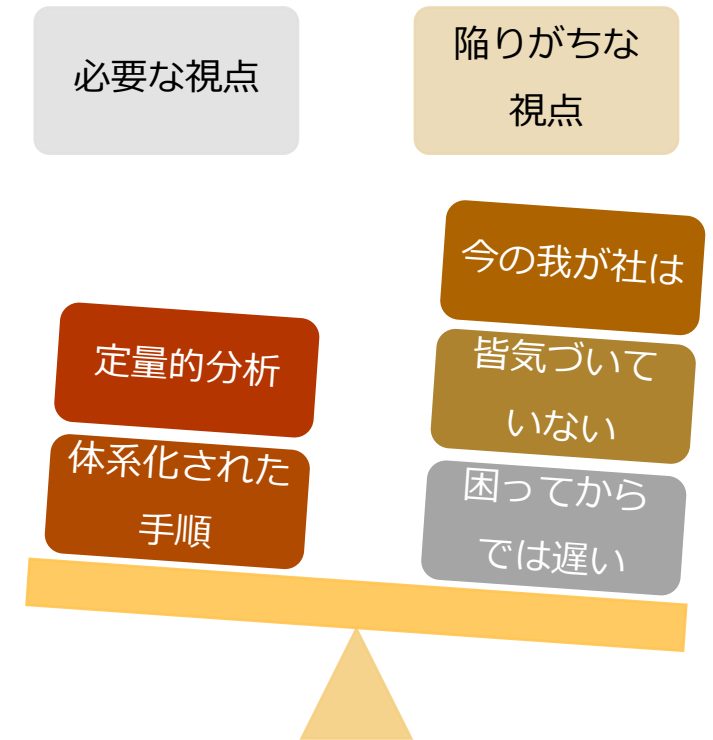 必要な視点
陥りがちな
視点
定量的分析
体系化された
手順
今の我が社は
皆気づいて
いない
困ってから
では遅い